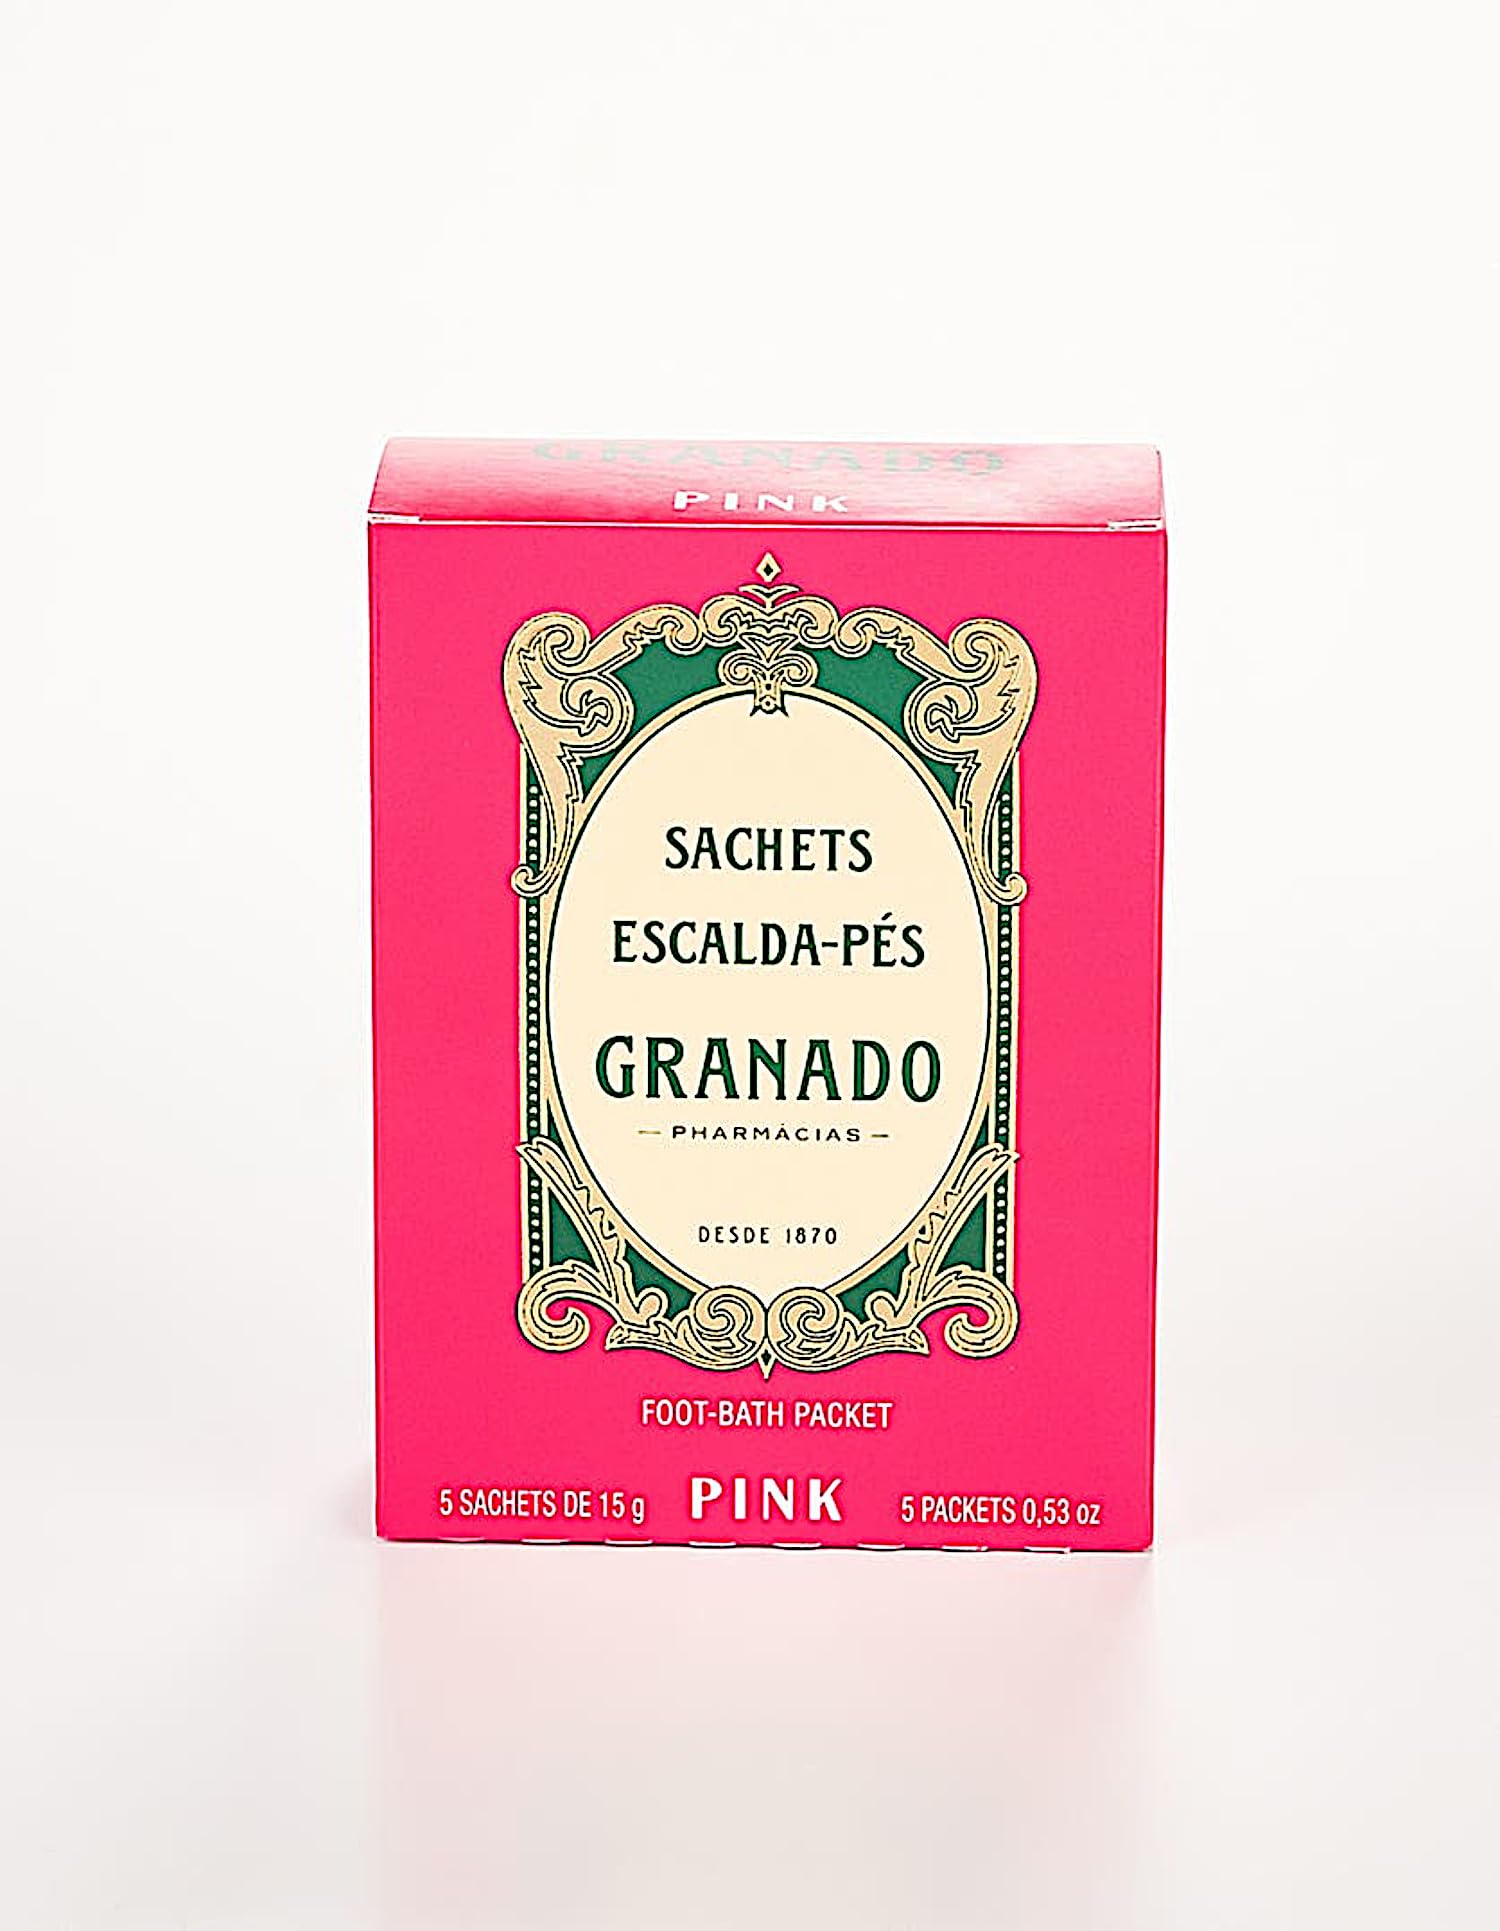 GRANADO
PINK
SACHETS
ESCALDA-PÉS
GRANADO
– PHARMÁCIAS –
DESDE 1870
FOOT-BATH PACKET
5 SACHETS DE 15 g PINK 5 PACKETS 0,53 oz